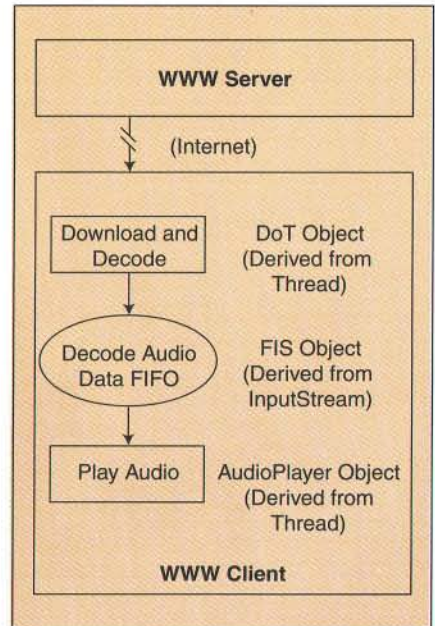 WWW Server
(Internet)
Download and
Decode
DoT Object
(Derived from
Thread)
Decode Audio
Data FIFO
FIS Object
(Derived from
InputStream)
Play Audio
AudioPlayer Object
(Derived from
Thread)
WWW Client